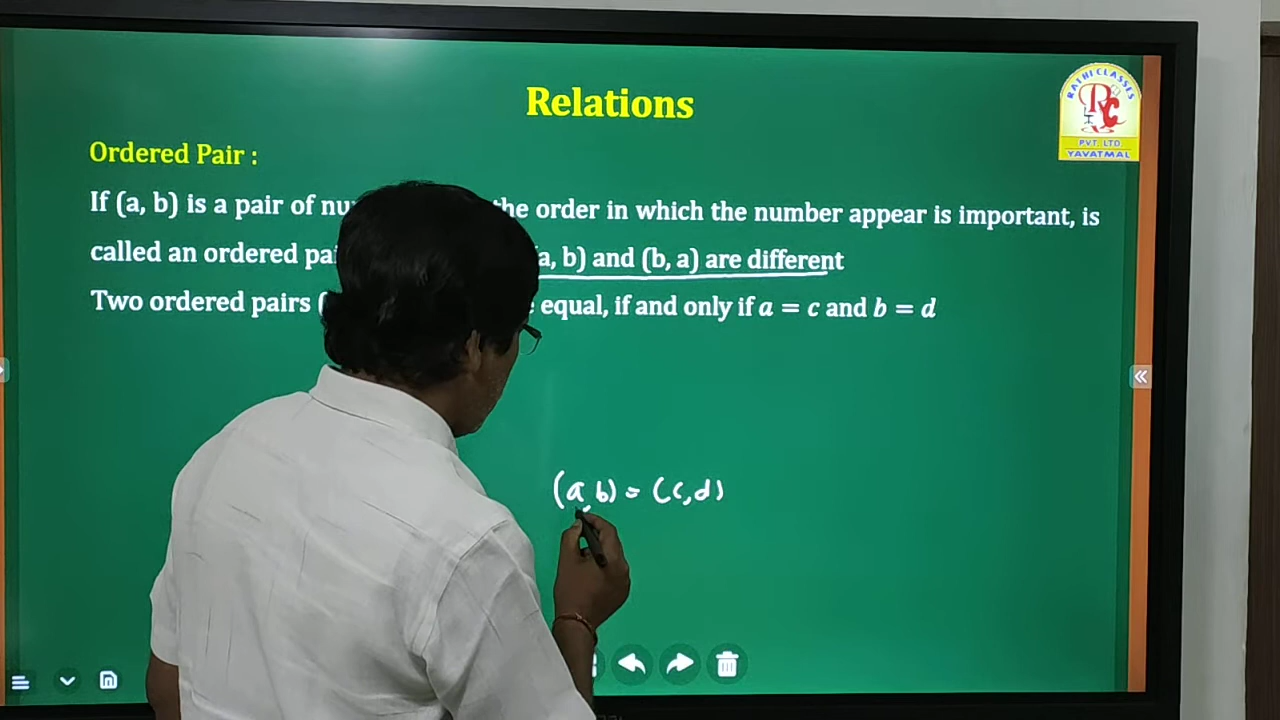 Relations
RATHI CLASSES
RC
PVT. LTD.
YAVATMAL
Ordered Pair :
If (a, b) is a pair of the order in which the number appear is important, is
called an ordered (a, b) and (b, a) are different
Two ordered pairs equal, if and only if a = c and b = d
(a, b) = (c, d)